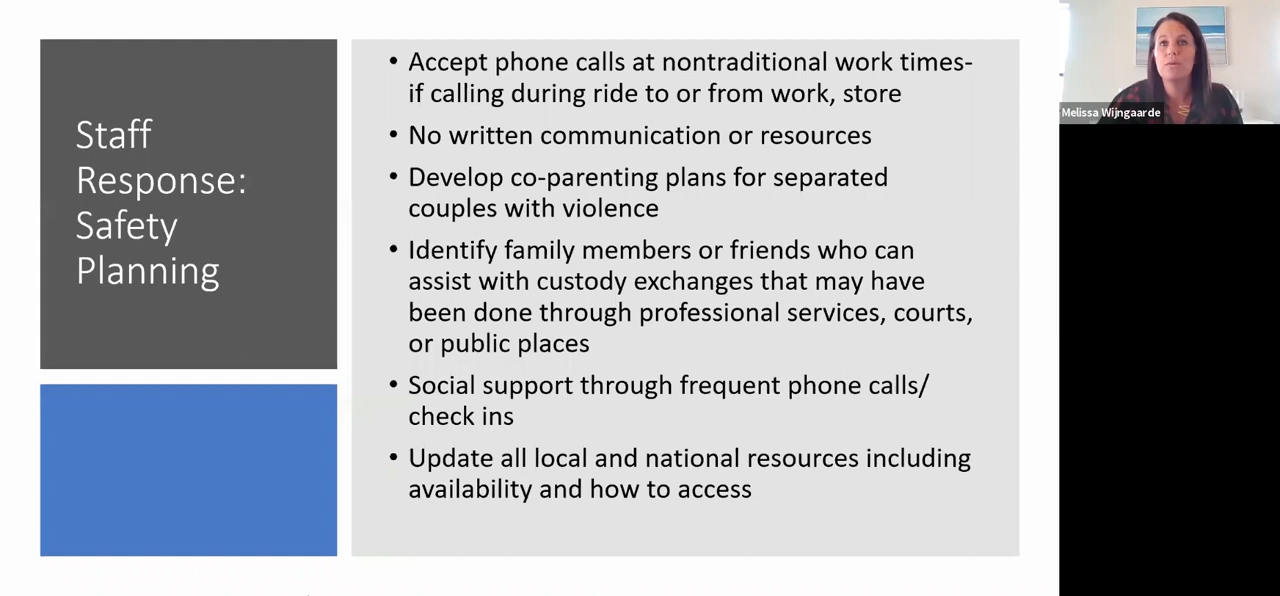 Staff
Response:
Safety
Planning
• Accept phone calls at nontraditional work times-
if calling during ride to or from work, store
• No written communication or resources
• Develop co-parenting plans for separated
couples with violence
• Identify family members or friends who can
assist with custody exchanges that may have
been done through professional services, courts,
or public places
• Social support through frequent phone calls/
check ins
• Update all local and national resources including
availability and how to access
Melissa Wijngaarde